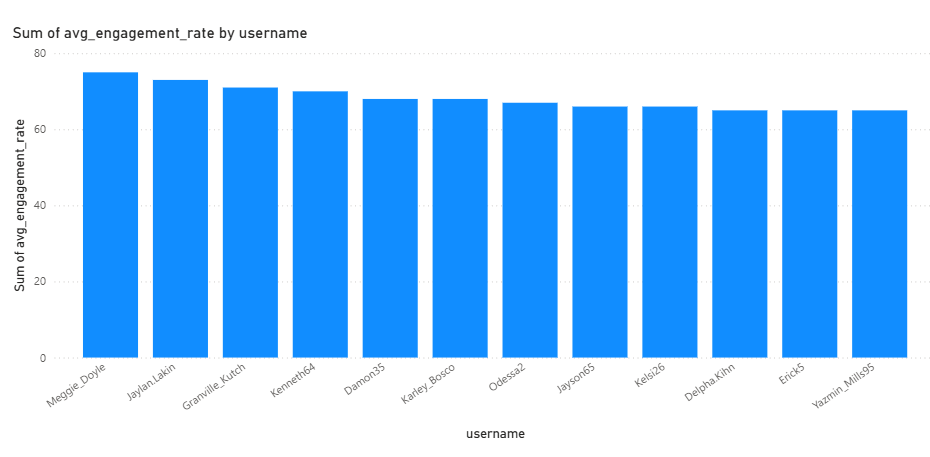 Sum of avg_engagement_rate by username
80
60
40
20
0
Sum of avg_engagement_rate
Meggie_Doyle
Jaylan.Lakin
Granville_Kutch
Kenneth64
Damon35
Karley_Bosco
Odessa2
Jayson65
Kelsi26
Delpha.Kihn
Erick5
Yazmin_Mills95
username